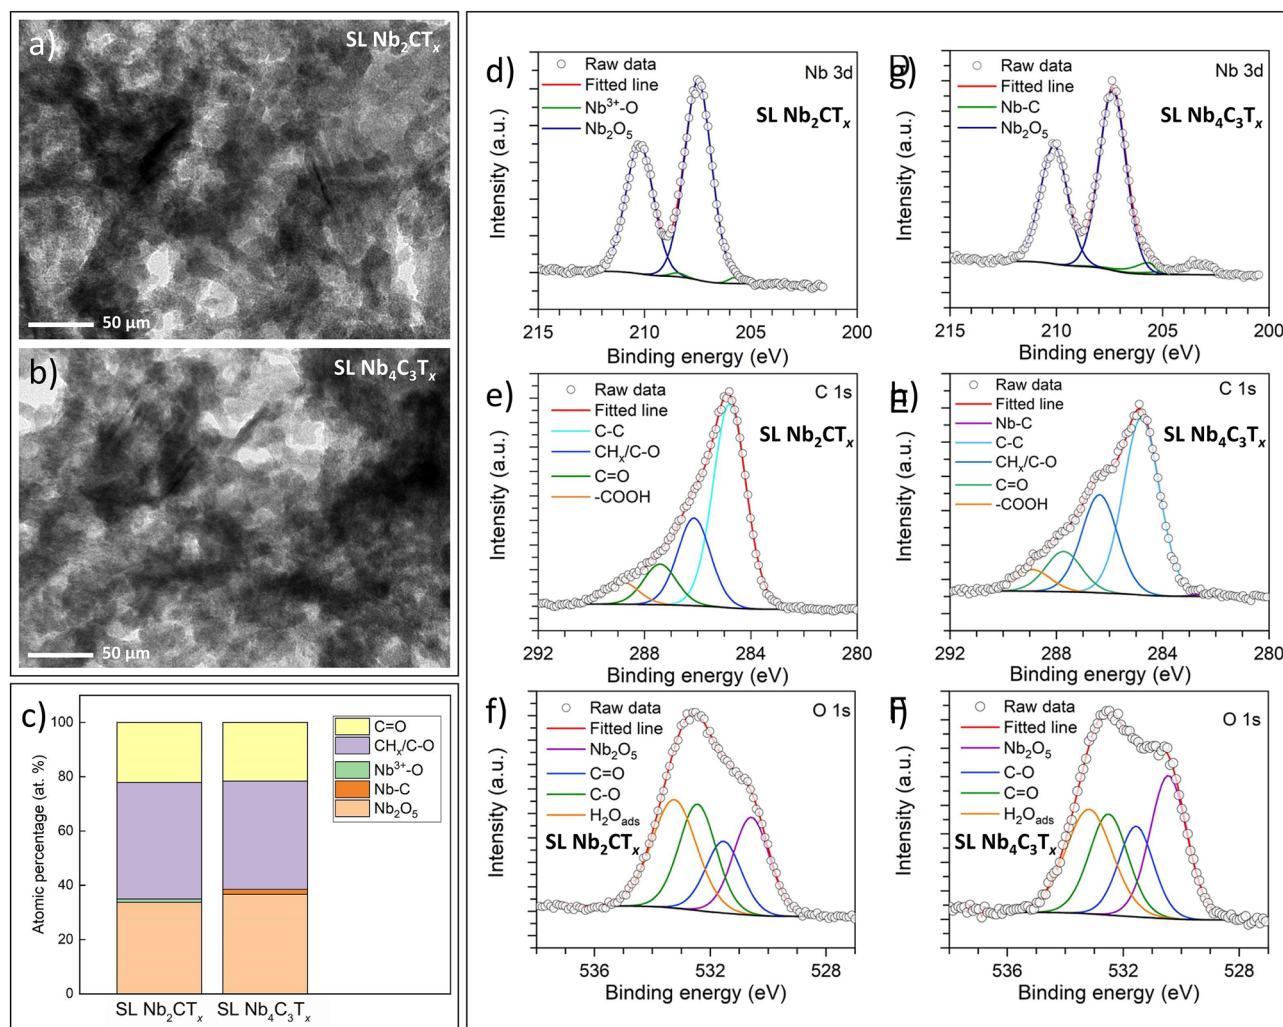 a)
SL Nb₂CTₓ
50 μm
b)
SL Nb₄C₃Tₓ
50 μm
c)
Atomic percentage (at. %)
100
80
60
40
20
0
C=O
CHₓ/C-O
Nb³⁺-O
Nb-C
Nb₂O₅
SL Nb₂CTₓ
SL Nb₄C₃Tₓ
d)
Raw data
Fitted line
Nb³⁺-O
Nb₂O₅
Nb 3d
SL Nb₂CTₓ
Intensity (a.u.)
215 210 205 200
Binding energy (eV)
g)
Raw data
Fitted line
Nb-C
Nb₂O₅
Nb 3d
SL Nb₄C₃Tₓ
Intensity (a.u.)
215 210 205 200
Binding energy (eV)
e)
Raw data
Fitted line
C-C
CHₓ/C-O
C=O
-COOH
C 1s
SL Nb₂CTₓ
Intensity (a.u.)
292 288 284 280
Binding energy (eV)
h)
Raw data
Fitted line
Nb-C
C-C
CHₓ/C-O
C=O
-COOH
C 1s
SL Nb₄C₃Tₓ
Intensity (a.u.)
292 288 284 280
Binding energy (eV)
f)
Raw data
Fitted line
Nb₂O₅
C=O
C-O
H₂Oads
O 1s
SL Nb₂CTₓ
Intensity (a.u.)
536 532 528
Binding energy (eV)
Raw data
Fitted line
Nb₂O₅
C-O
C=O
H₂Oads
O 1s
SL Nb₄C₃Tₓ
Intensity (a.u.)
536 532 528
Binding energy (eV)